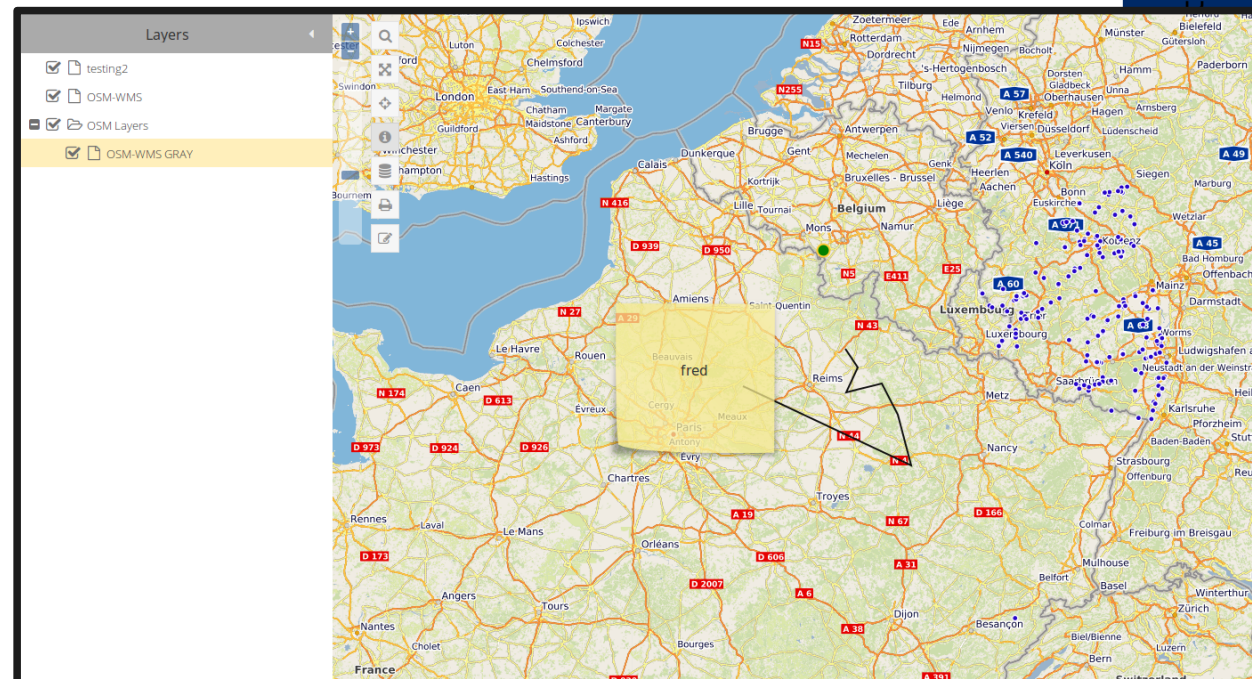 Layers
testing2
OSM-WMS
OSM Layers
OSM-WMS GRAY
Ipswich
Colchester
Luton
Chelmsford
Swindon
London
East Ham
Southend-on-Sea
Chatham
Margate
Maidstone
Canterbury
Guildford
Ashford
Hastings
Calais
Dunkerque
Brugge
Gent
Antwerpen
Mechelen
Bruxelles - Brussel
Genk
Kortrijk
Lille
Tournai
Belgium
Liège
Mons
Namur
Zoetermeer
Rotterdam
Dordrecht
Ede
Arnhem
Nijmegen
Bocholt
's-Hertogenbosch
Tilburg
Helmond
Venlo
Krefeld
Viersen
Düsseldorf
Heerlen
Aachen
Dorsten
Gladbeck
Oberhausen
Münster
Bielefeld
Gütersloh
Hamm
Paderborn
Unna
Hagen
Arnsberg
Lüdenscheid
Leverkusen
Köln
Siegen
Marburg
Bonn
Wetzlar
Koblenz
Bad Homburg
Offenbach
Mainz
Darmstadt
Worms
Ludwigshafen
Neustadt an der Weinstr
Karlsruhe
Pforzheim
Baden-Baden
Strasbourg
Offenburg
Luxembourg
Metz
Nancy
Colmar
Freiburg im Breisgau
Mulhouse
Belfort
Basel
Winterthur
Zürich
Biel/Bienne
Luzern
Bern
Switzerland
Besançon
Dijon
Amiens
Saint-Quentin
Le Havre
Rouen
Beauvais
fred
Reims
Caen
Évreux
Cergy
Meaux
Paris
Antony
Evry
Chartres
Troyes
Rennes
Laval
Le Mans
Orléans
Angers
Tours
Nantes
Cholet
Bourges
France
N15
N255
A 57
A 52
A 540
A 49
A 45
A 60
A 63
N 416
D 939
D 950
N5
E411
E25
N 27
A 29
N 43
N 174
D 613
D 973
D 924
D 926
N 44
A 19
N 67
D 166
D 173
D 606
A 31
D 2007
A 6
A 38
A 391